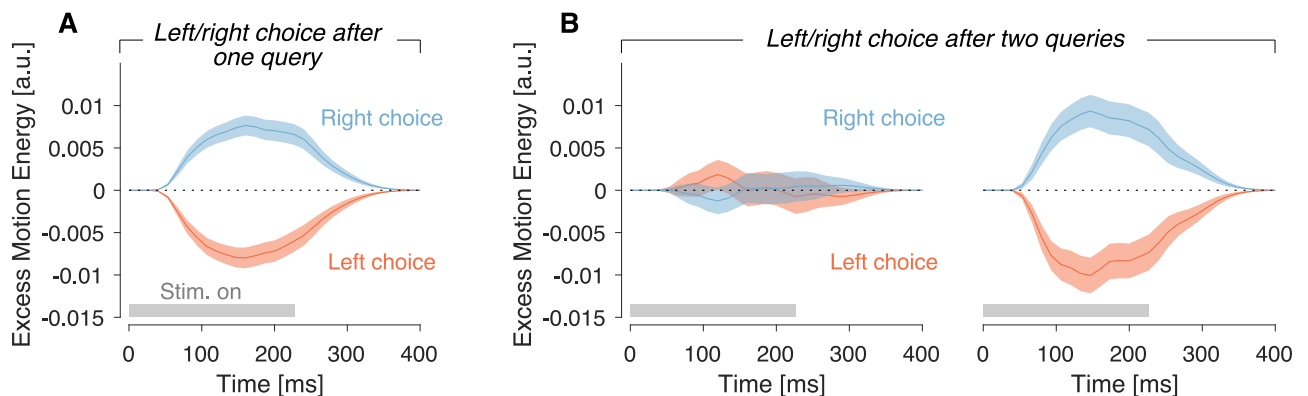 A
Left/right choice after
one query
Excess Motion Energy [a.u.]
0.01
0.005
0
-0.005
-0.01
-0.015
Right choice
Left choice
Stim. on
0
100
200
300
400
Time [ms]
B
Left/right choice after two queries
Excess Motion Energy [a.u.]
0.01
0.005
0
-0.005
-0.01
-0.015
Right choice
Left choice
0
100
200
300
400
Time [ms]
0
100
200
300
400
Time [ms]